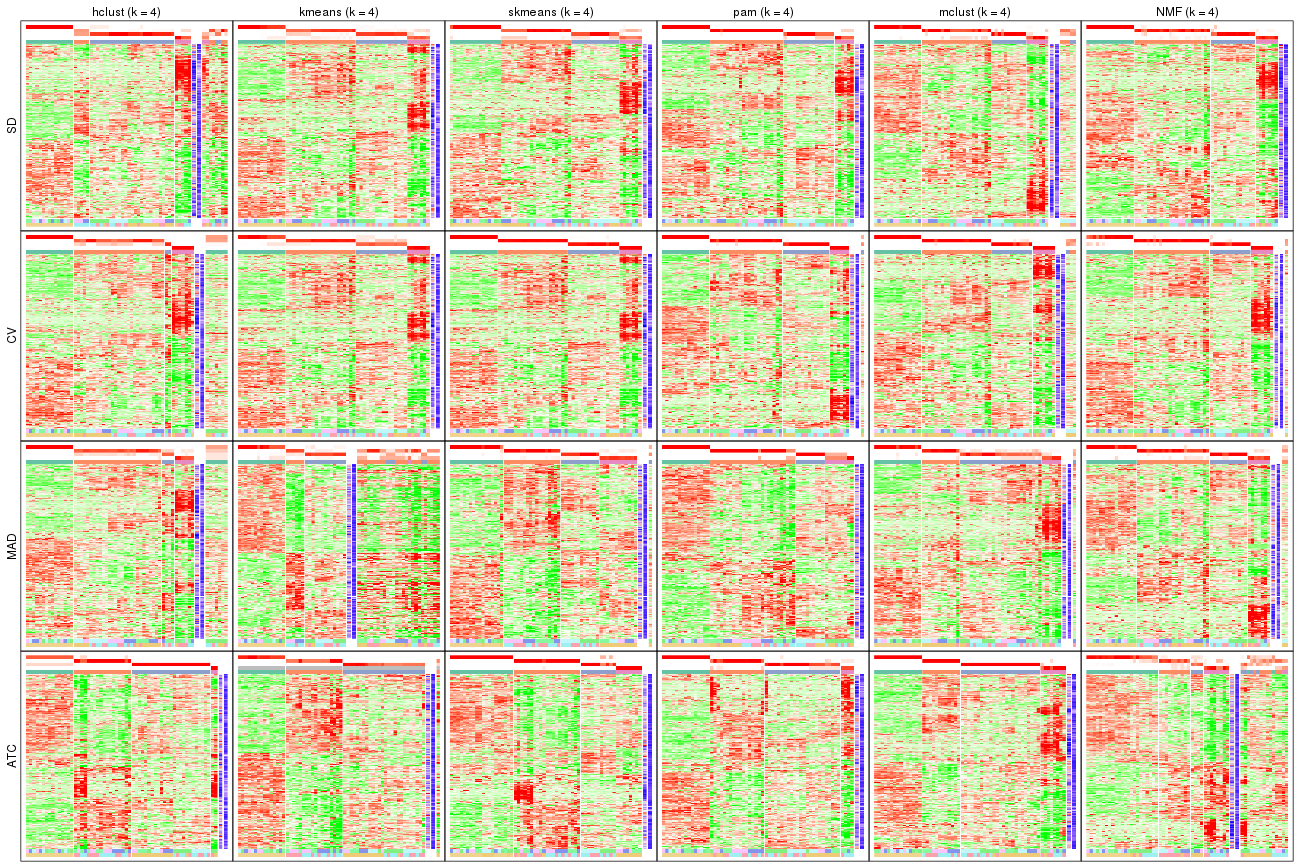 hclust (k = 4) kmeans (k = 4) skmeans (k = 4) pam (k = 4) mclust (k = 4) NMF (k = 4)
SD
CV
MAD
ATC